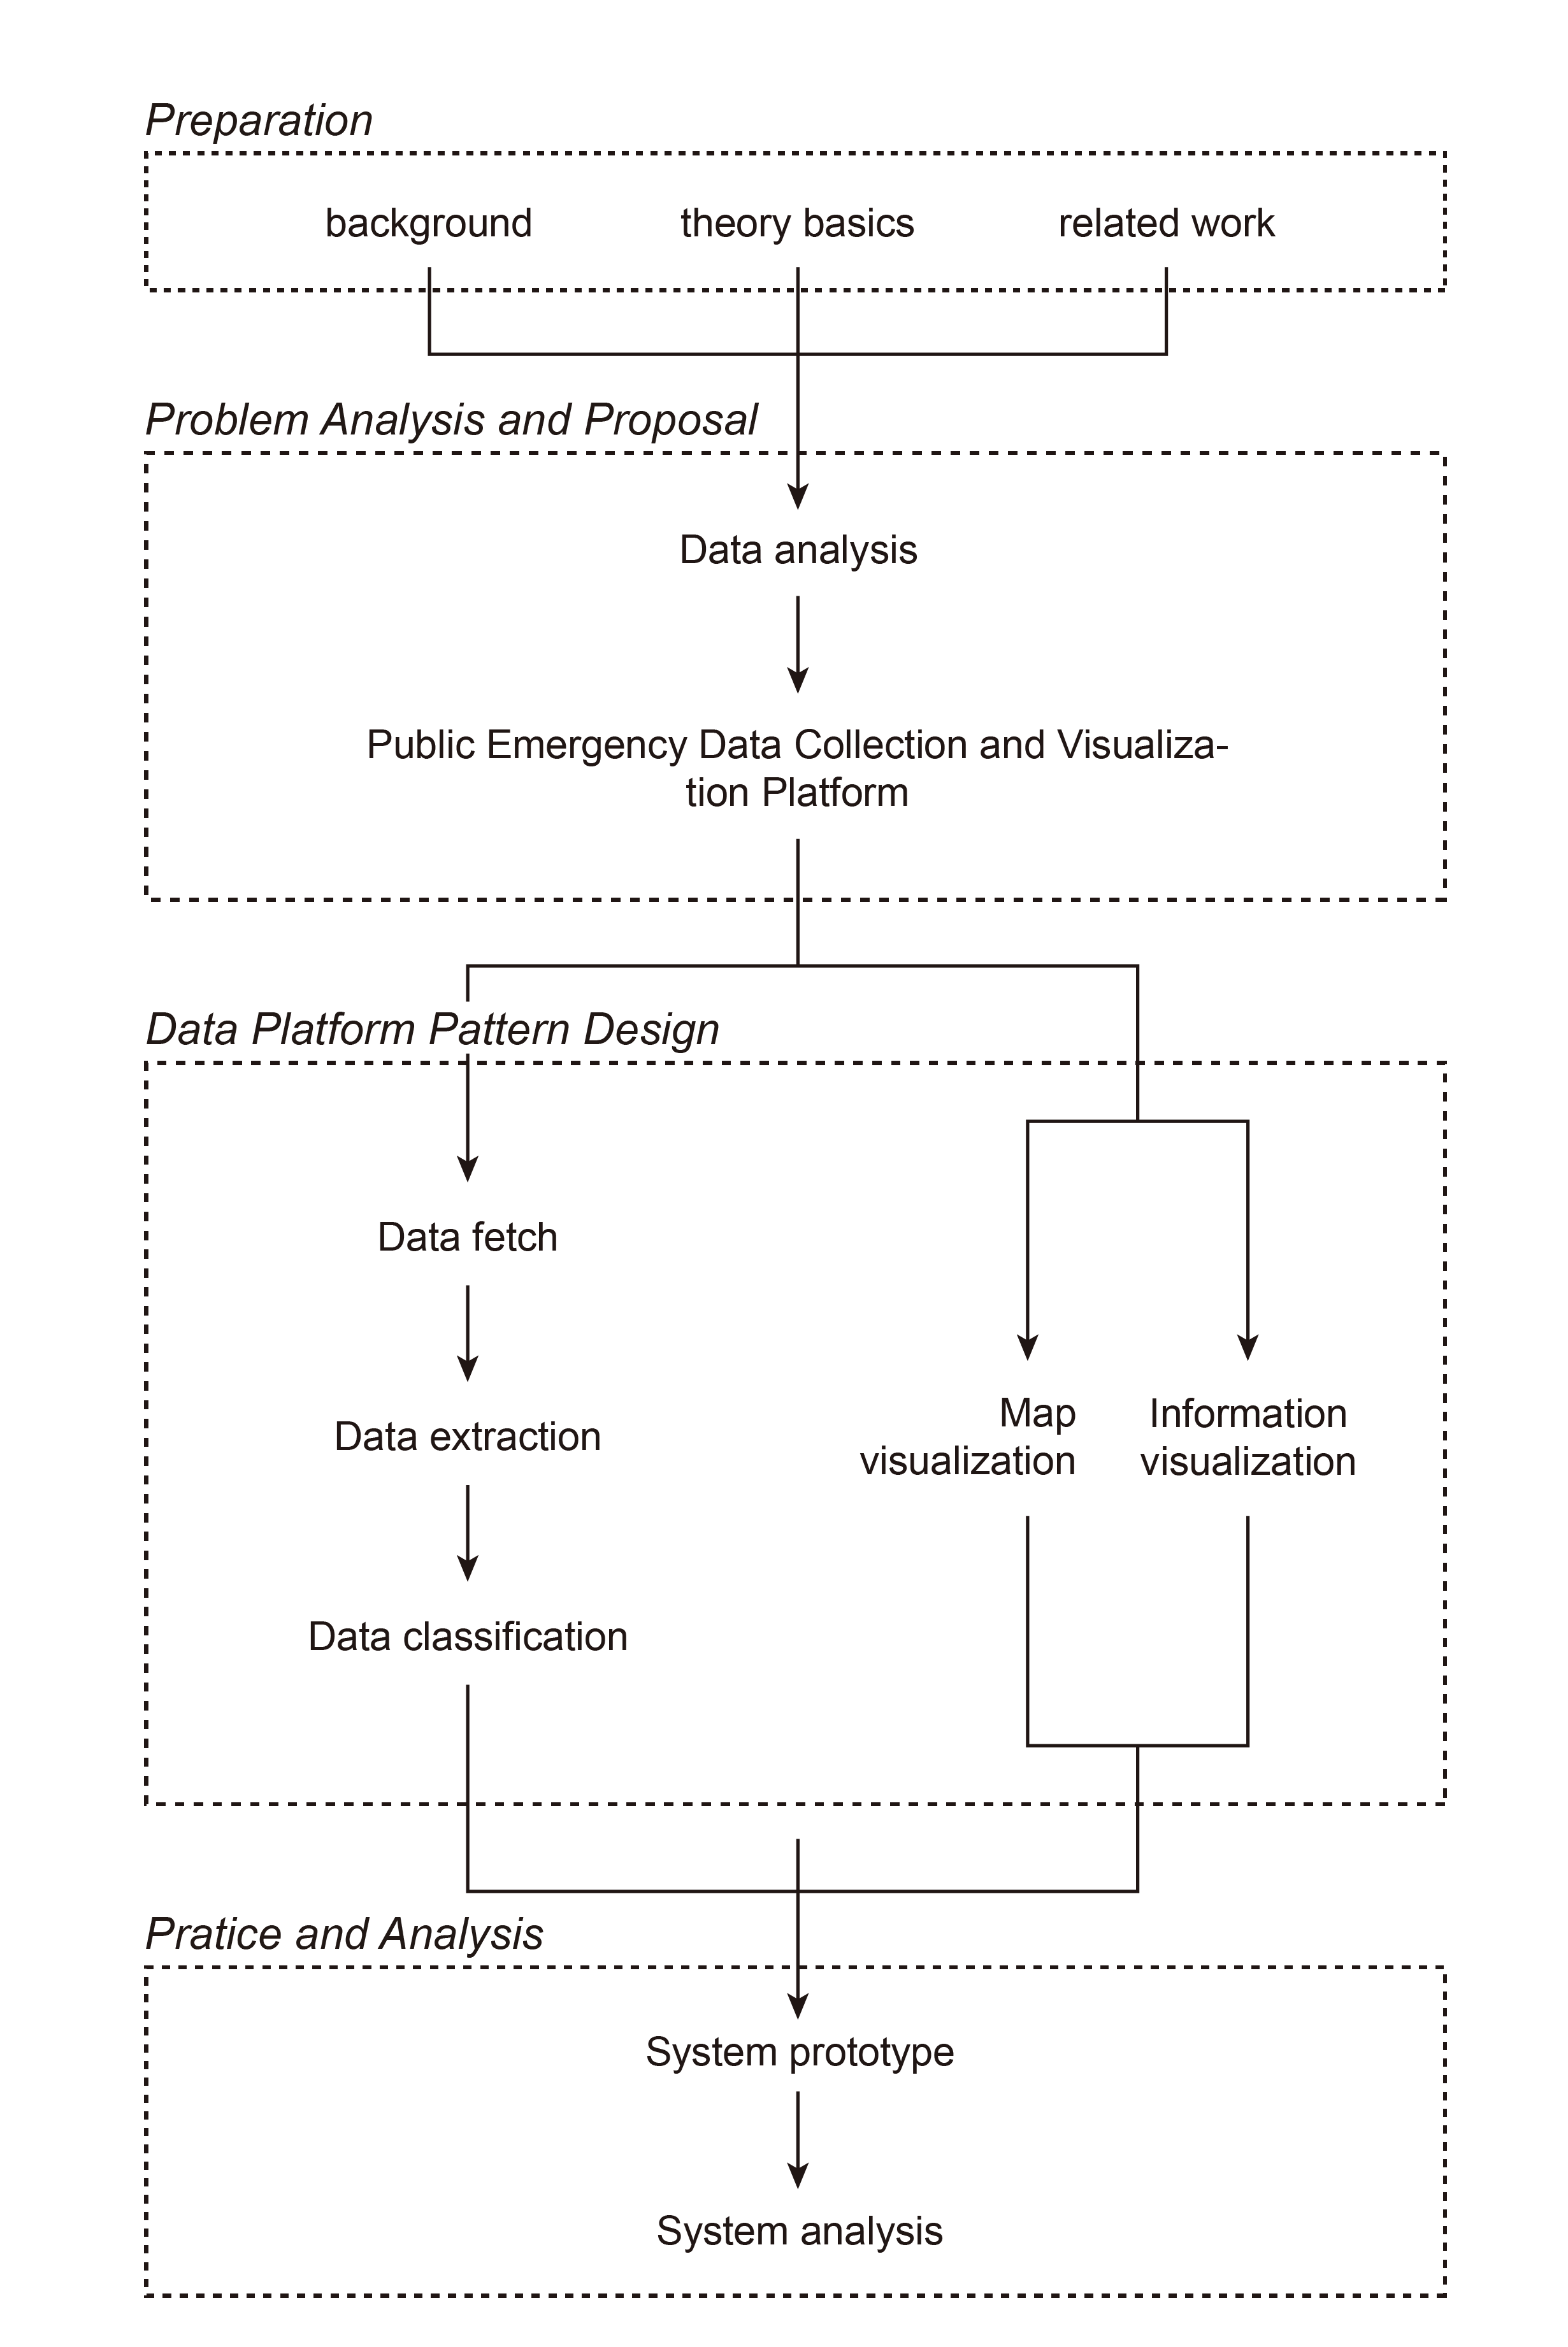 Preparation
background theory basics related work
Problem Analysis and Proposal
Data analysis
Public Emergency Data Collection and Visualiza-
tion Platform
Data Platform Pattern Design
Data fetch
Data extraction
Data classification
Map
visualization
Information
visualization
Pratice and Analysis
System prototype
System analysis